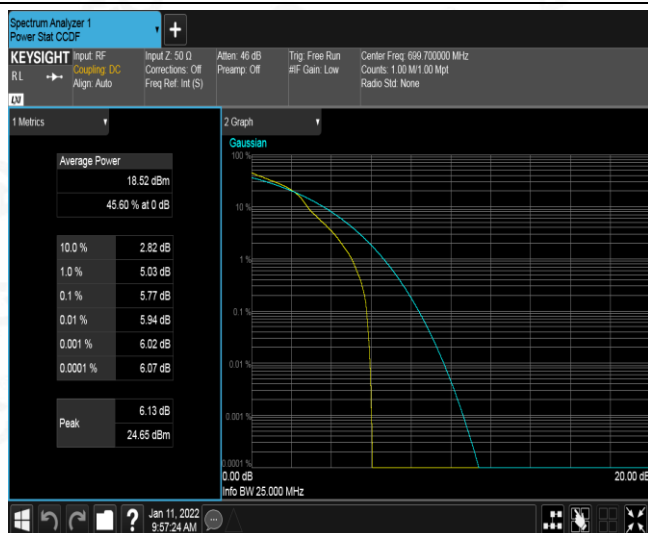 Spectrum Analyzer 1
Power Stat CCDF
+
KEYSIGHT
RL
Input: RF
Coupling: DC
Align: Auto
Input Z: 50 Ω
Corrections: Off
Freq Ref: Int (S)
Atten: 46 dB
Preamp: Off
Trig: Free Run
#IF Gain: Low
Center Freq: 699.700000 MHz
Counts: 1.00 M/1.00 Mpt
Radio Std: None
1 Metrics
Average Power
18.52 dBm
45.60 % at 0 dB
10.0 % 2.82 dB
1.0 % 5.03 dB
0.1 % 5.77 dB
0.01 % 5.94 dB
0.001 % 6.02 dB
0.0001 % 6.07 dB
Peak
6.13 dB
24.65 dBm
2 Graph
Gaussian
100 %
10 %
1 %
0.1 %
0.01 %
0.001 %
0.0001 %
0.00 dB
20.00 dB
Info BW 25.000 MHz
?
Jan 11, 2022
9:57:24 AM